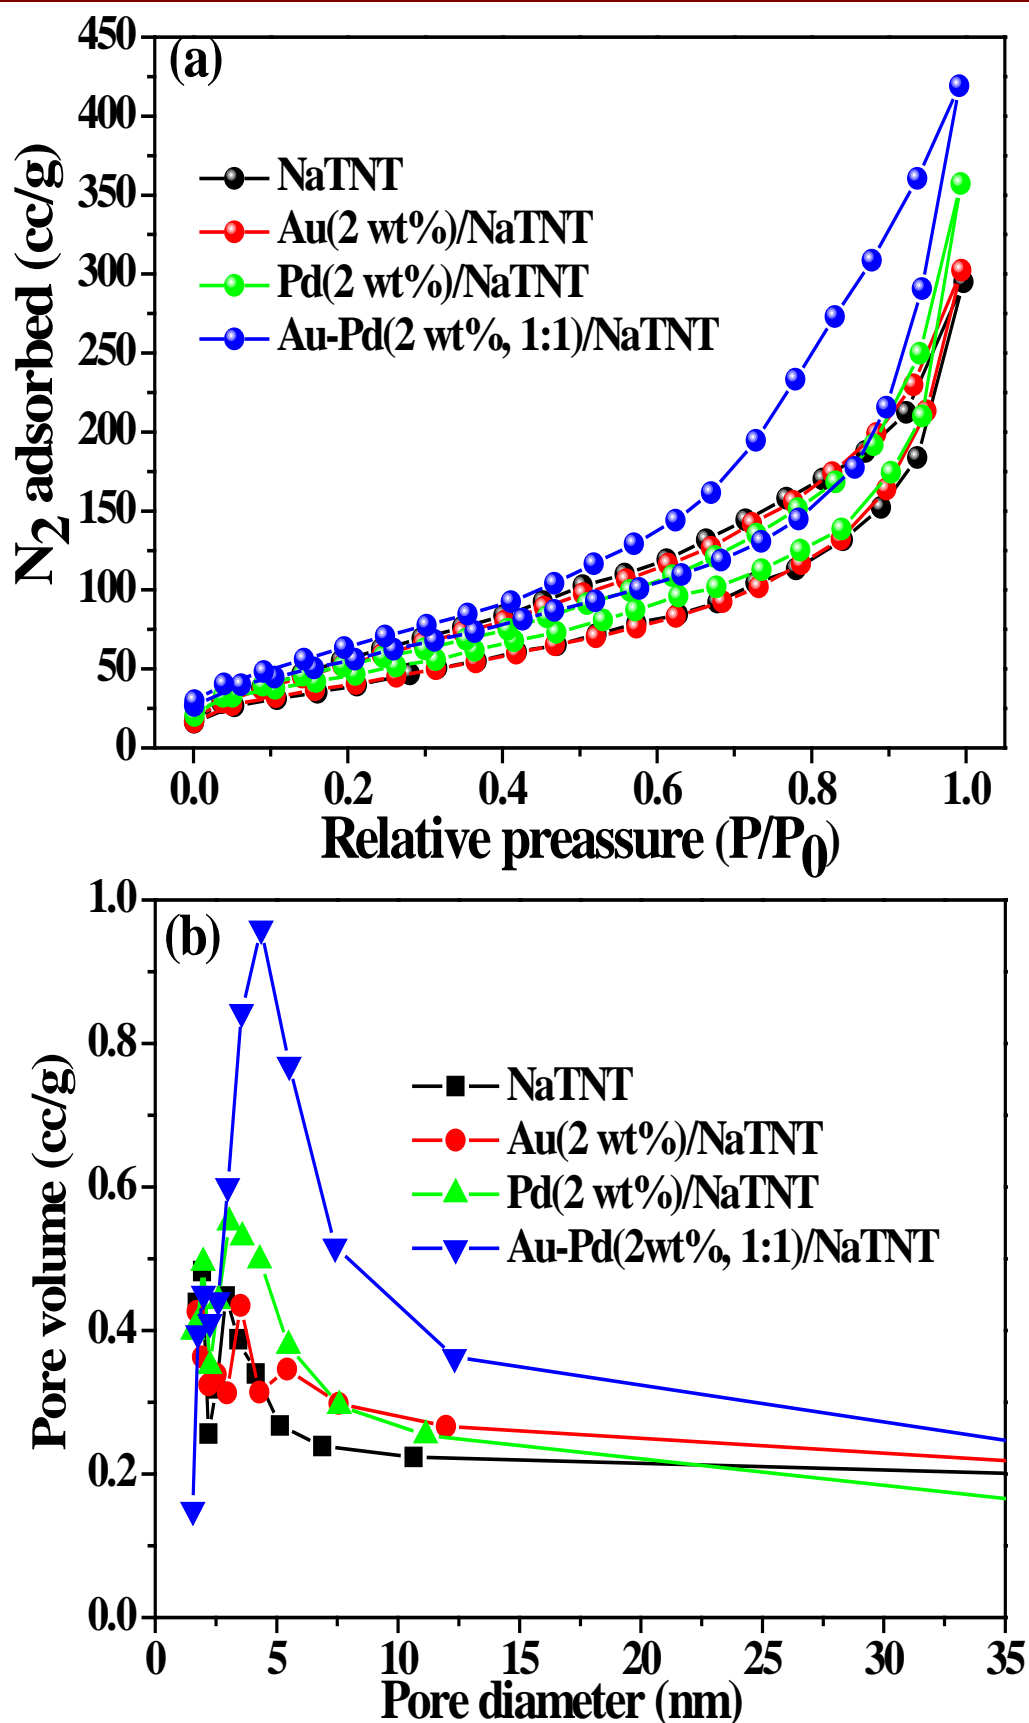 (a)
450
400
350
300
250
200
150
100
50
0
N2 adsorbed (cc/g)
NaTNT
Au(2 wt%)/NaTNT
Pd(2 wt%)/NaTNT
Au-Pd(2 wt%, 1:1)/NaTNT
0.0 0.2 0.4 0.6 0.8 1.0
Relative preassure (P/P0)
(b)
1.0
0.8
0.6
0.4
0.2
0.0
Pore volume (cc/g)
NaTNT
Au(2 wt%)/NaTNT
Pd(2 wt%)/NaTNT
Au-Pd(2wt%, 1:1)/NaTNT
0 5 10 15 20 25 30 35
Pore diameter (nm)